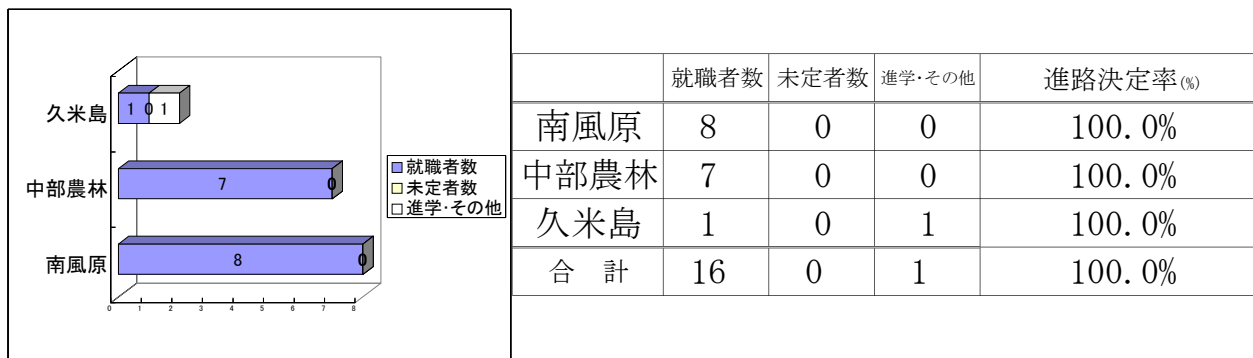 久米島 1 0 1
中部農林 7 0
南風原 8 0
0 1 2 3 4 5 6 7 8
就職者数
未定者数
進学・その他
就職者数 未定者数 進学・その他 進路決定率(%)
南風原 8 0 0 100.0%
中部農林 7 0 0 100.0%
久米島 1 0 1 100.0%
合 計 16 0 1 100.0%